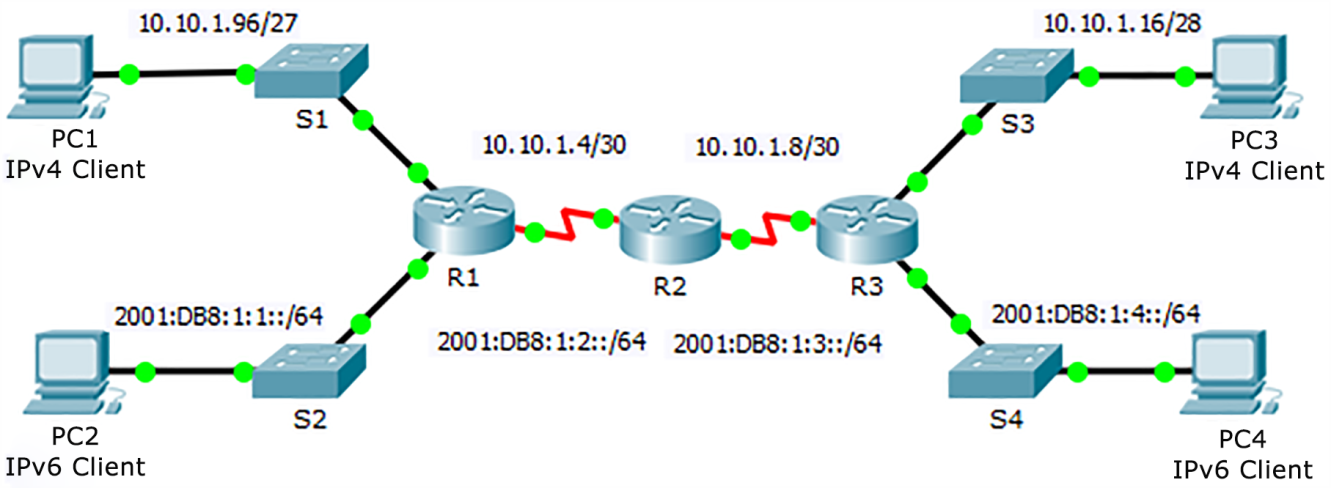 10.10.1.96/27
10.10.1.16/28
PC1
IPv4 Client
S1
10.10.1.4/30
10.10.1.8/30
S3
PC3
IPv4 Client
R1
R2
R3
2001:DB8:1:1::/64
2001:DB8:1:2::/64
2001:DB8:1:3::/64
2001:DB8:1:4::/64
PC2
IPv6 Client
S2
S4
PC4
IPv6 Client